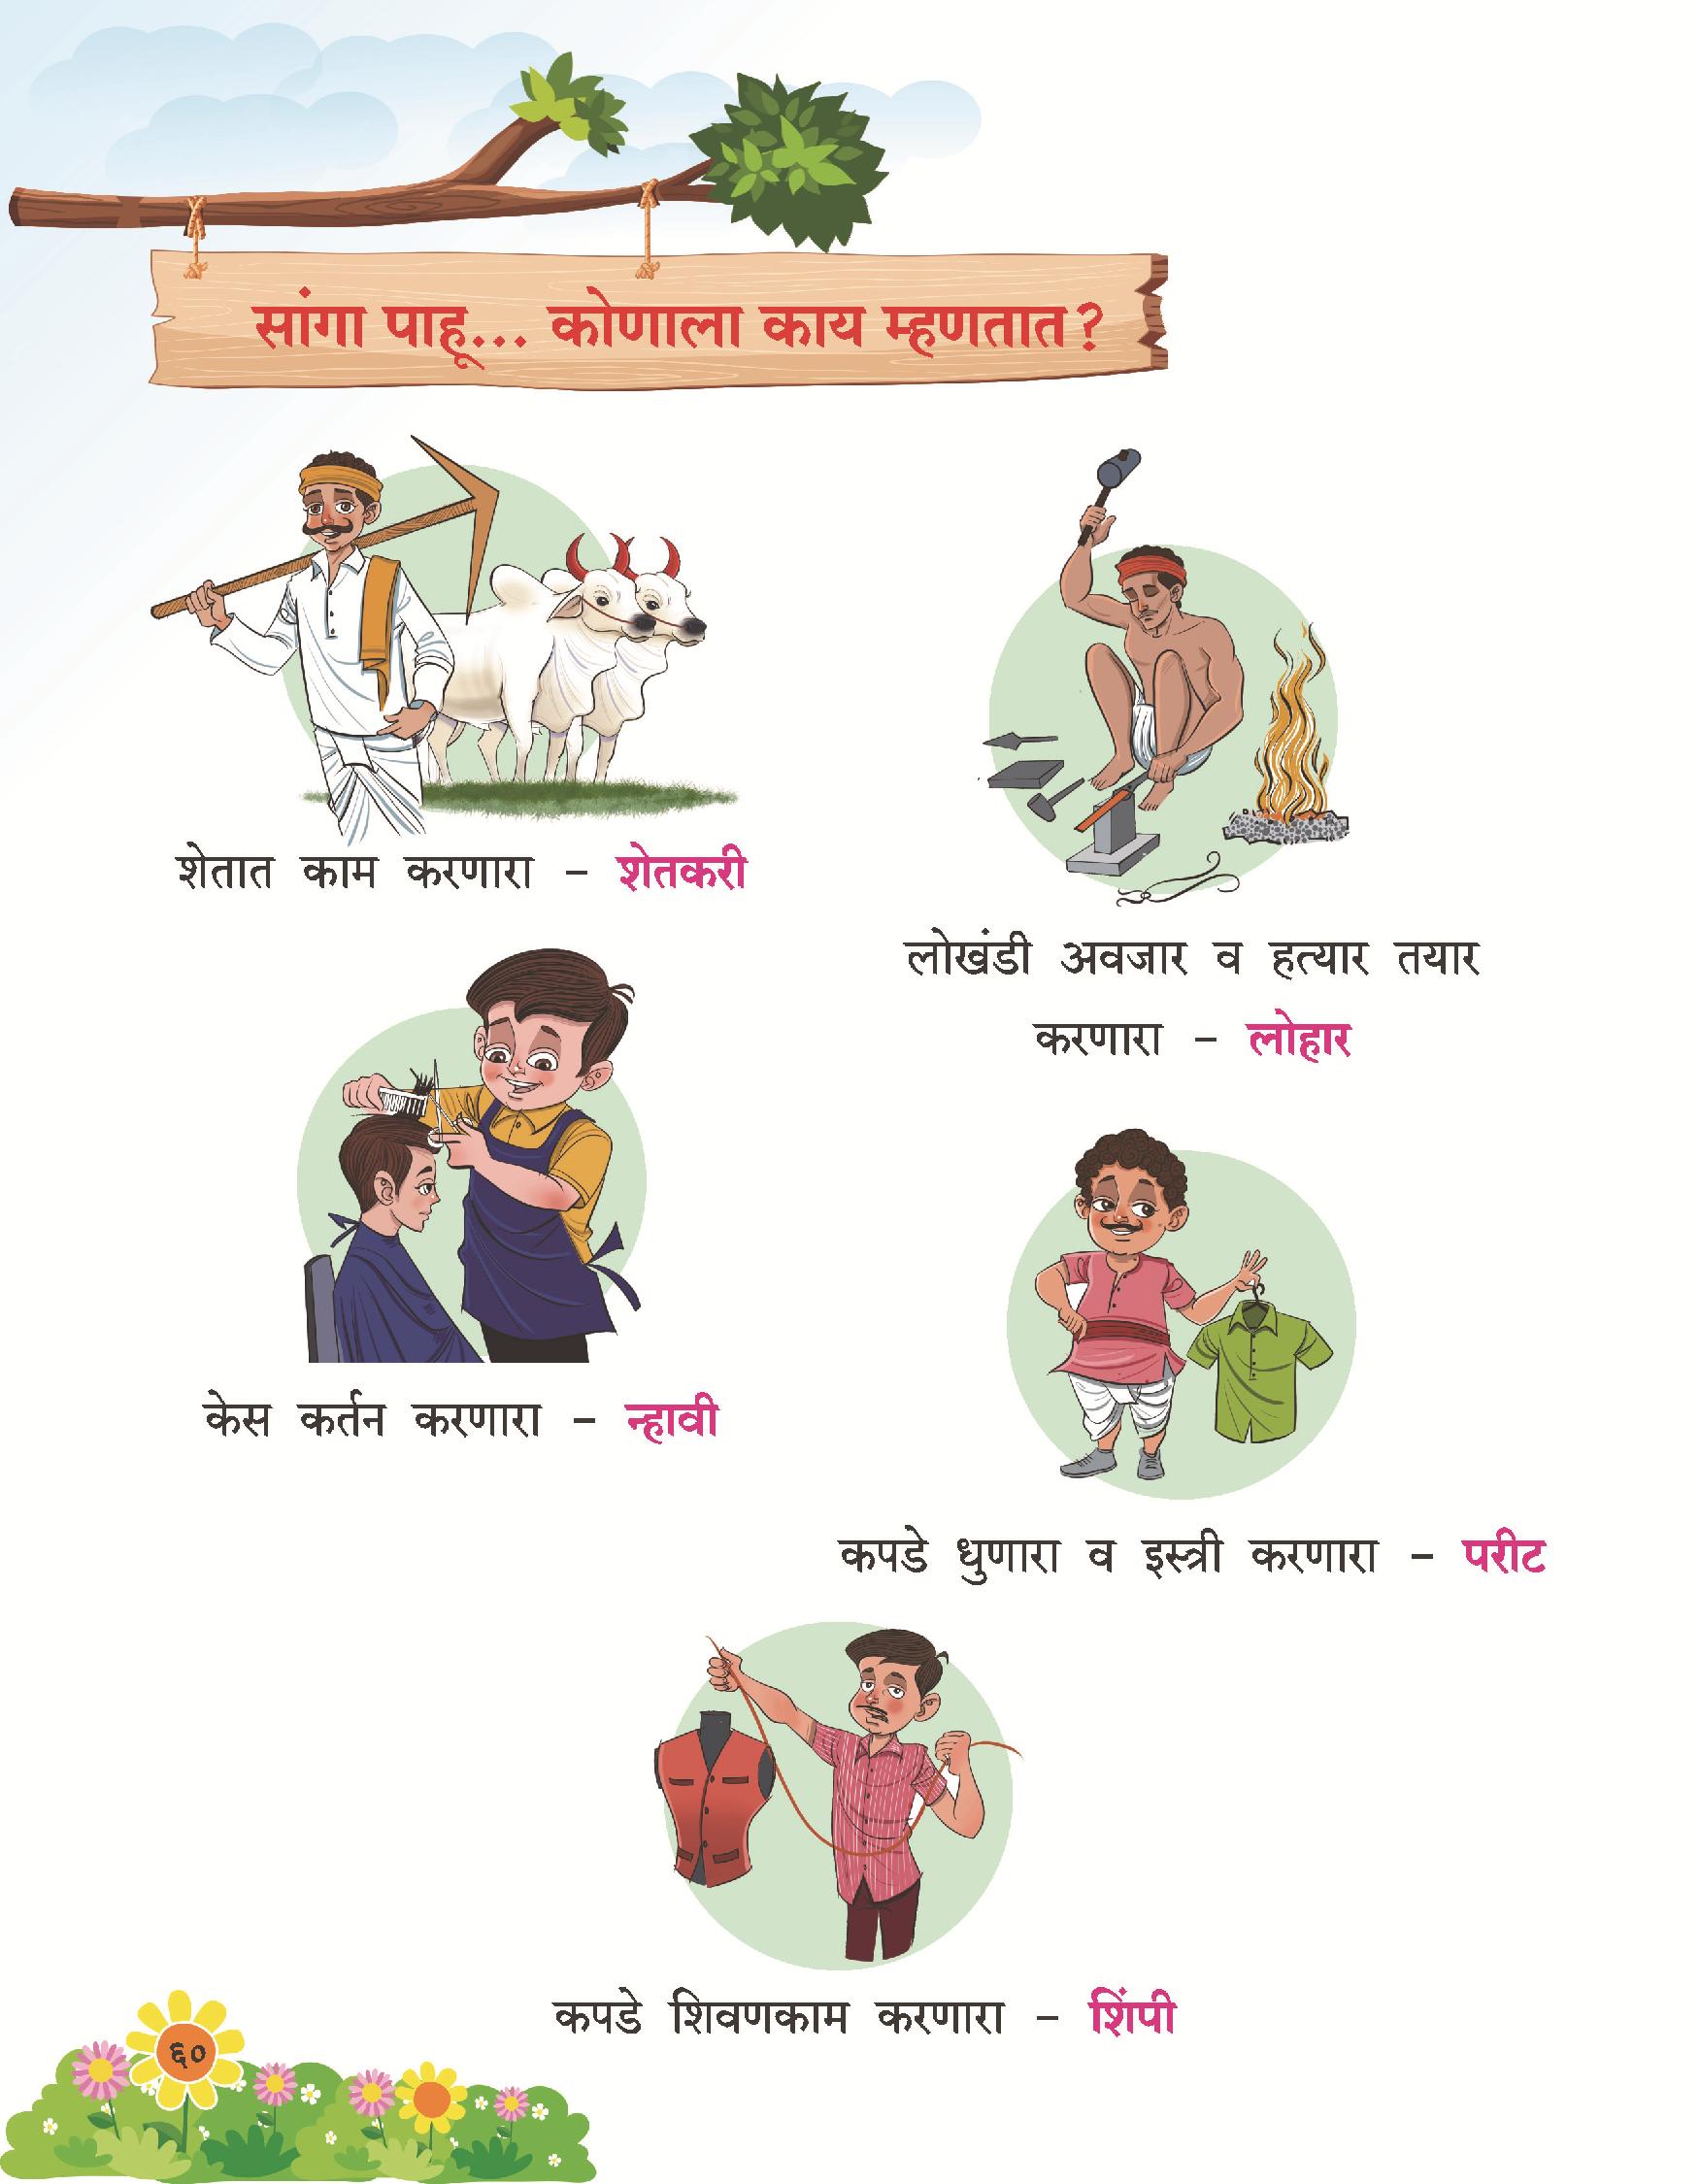 सांगा पाहू... कोणाला काय म्हणतात?
शेतात काम करणारा – शेतकरी
लोखंडी अवजार व हत्यार तयार
करणारा – लोहार
केस कर्तन करणारा – न्हावी
कपडे धुणारा व इस्त्री करणारा – परीट
कपडे शिवणकाम करणारा – शिंपी
६०